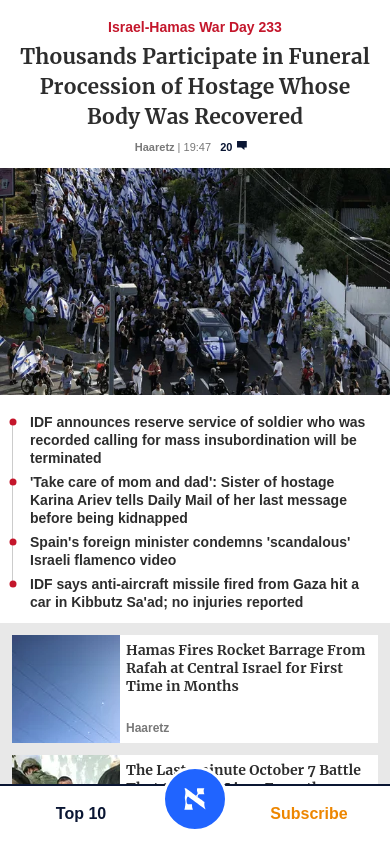 Israel-Hamas War Day 233
Thousands Participate in Funeral
Procession of Hostage Whose
Body Was Recovered
Haaretz | 19:47 20
IDF announces reserve service of soldier who was
recorded calling for mass insubordination will be
terminated
'Take care of mom and dad': Sister of hostage
Karina Ariev tells Daily Mail of her last message
before being kidnapped
Spain's foreign minister condemns 'scandalous'
Israeli flamenco video
IDF says anti-aircraft missile fired from Gaza hit a
car in Kibbutz Sa'ad; no injuries reported
Hamas Fires Rocket Barrage From
Rafah at Central Israel for First
Time in Months
Haaretz
The Last-minute October 7 Battle
Top 10
Subscribe